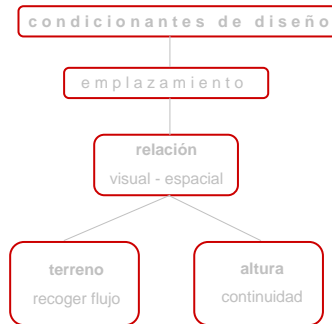 condicionantes de diseño
emplazamiento
relación
visual - espacial
terreno
recoger flujo
altura
continuidad